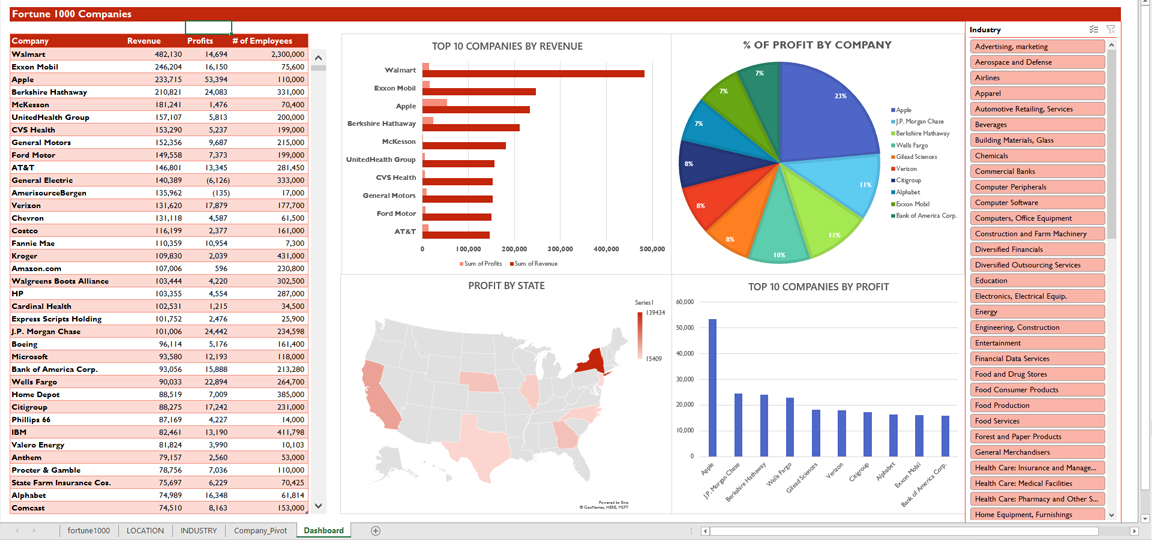 Fortune 1000 Companies
Company Revenue Profits # of Employees
Walmart 482,130 14,694 2,300,000
Exxon Mobil 246,204 16,150 75,600
Apple 233,715 53,394 110,000
Berkshire Hathaway 210,821 24,083 331,000
McKesson 181,241 1,476 70,400
UnitedHealth Group 157,107 5,813 200,000
CVS Health 153,290 5,237 199,000
General Motors 152,356 9,687 215,000
Ford Motor 149,558 7,373 199,000
AT&T 146,801 13,345 281,450
General Electric 140,389 (6,126) 333,000
AmerisourceBergen 135,962 (135) 17,000
Verizon 131,620 17,879 177,700
Chevron 131,118 4,587 61,500
Costco 116,199 2,377 161,000
Fannie Mae 110,359 10,954 7,300
Kroger 109,830 2,039 431,000
Amazon.com 107,006 596 230,800
Walgreens Boots Alliance 103,444 4,220 302,500
HP 103,355 4,554 287,000
Cardinal Health 102,531 1,215 34,500
Express Scripts Holding 101,752 2,476 25,900
J.P. Morgan Chase 101,006 24,442 234,598
Boeing 96,114 5,176 161,400
Microsoft 93,580 12,193 118,000
Bank of America Corp. 93,056 15,888 213,280
Wells Fargo 90,033 22,894 264,700
Home Depot 88,519 7,009 385,000
Citigroup 88,275 17,242 231,000
Phillips 66 87,169 4,227 14,000
IBM 82,461 13,190 411,798
Valero Energy 81,824 3,990 10,103
Anthem 79,157 2,560 53,000
Procter & Gamble 78,756 7,036 110,000
State Farm Insurance Cos. 75,697 6,229 70,425
Alphabet 74,989 16,348 61,814
Comcast 74,510 8,163 153,000
TOP 10 COMPANIES BY REVENUE
Walmart
Exxon Mobil
Apple
Berkshire Hathaway
McKesson
UnitedHealth Group
CVS Health
General Motors
Ford Motor
AT&T
0 100,000 200,000 300,000 400,000 500,000
Sum of Profits Sum of Revenue
% OF PROFIT BY COMPANY
23%
11%
11%
10%
8%
8%
8%
7%
7%
7%
Apple
J.P. Morgan Chase
Berkshire Hathaway
Wells Fargo
Gilead Sciences
Verizon
Citigroup
Alphabet
Exxon Mobil
Bank of America Corp.
PROFIT BY STATE
Series1
139434
15409
Powered by Bing
© GeoNames, HERE, MSFT
TOP 10 COMPANIES BY PROFIT
60,000
50,000
40,000
30,000
20,000
10,000
0
Apple
J.P. Morgan Chase
Berkshire Hathaway
Wells Fargo
Gilead Sciences
Verizon
Citigroup
Alphabet
Exxon Mobil
Bank of America Corp.
Industry
Advertising, marketing
Aerospace and Defense
Airlines
Apparel
Automotive Retailing, Services
Beverages
Building Materials, Glass
Chemicals
Commercial Banks
Computer Peripherals
Computer Software
Computers, Office Equipment
Construction and Farm Machinery
Diversified Financials
Diversified Outsourcing Services
Education
Electronics, Electrical Equip.
Energy
Engineering, Construction
Entertainment
Financial Data Services
Food and Drug Stores
Food Consumer Products
Food Production
Food Services
Forest and Paper Products
General Merchandisers
Health Care: Insurance and Manage...
Health Care: Medical Facilities
Health Care: Pharmacy and Other S...
Home Equipment, Furnishings
fortune1000 LOCATION INDUSTRY Company_Pivot Dashboard